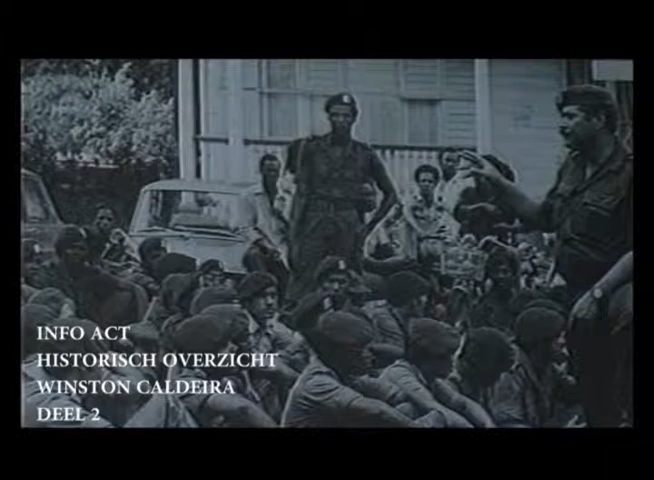 INFO ACT
HISTORISCH OVERZICHT
WINSTON CALDEIRA
DEEL 2